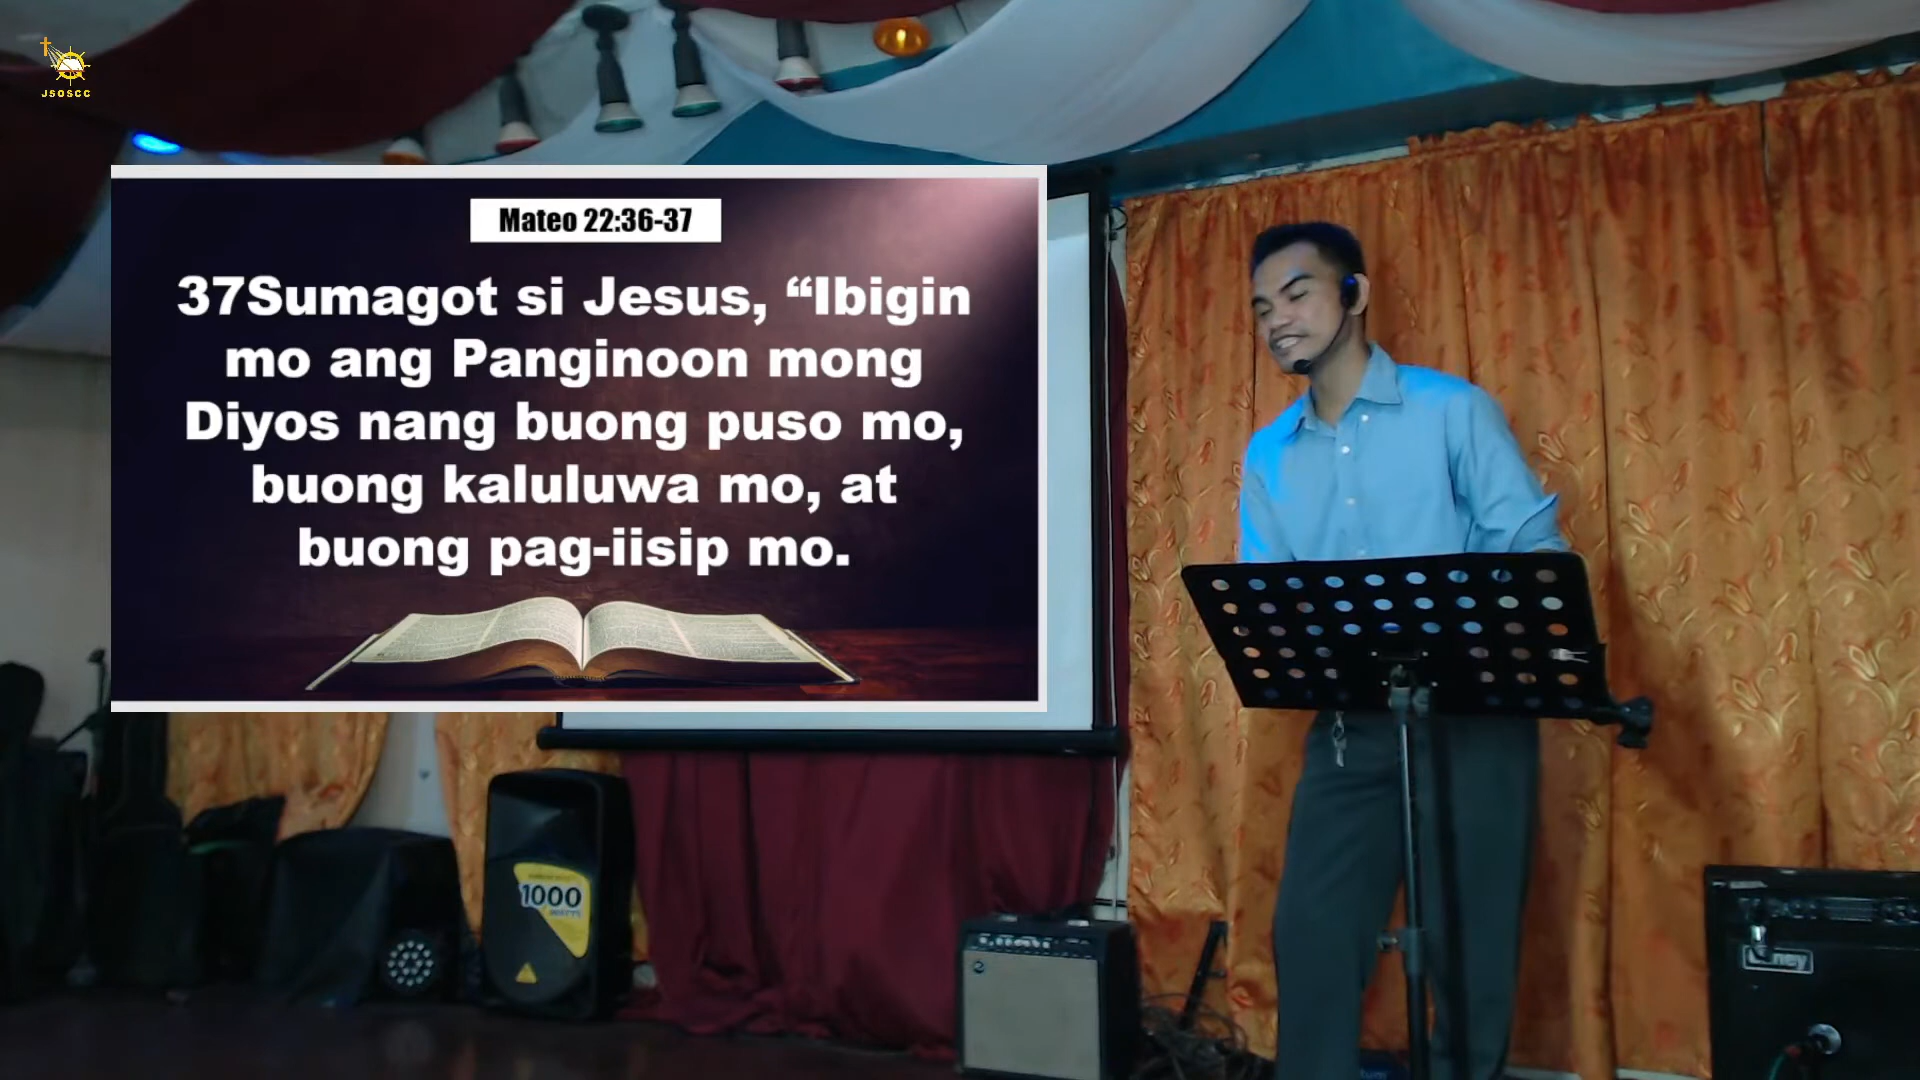 JSOSCC
Mateo 22:36-37
37Sumagot si Jesus, “Ibigin
mo ang Panginoon mong
Diyos nang buong puso mo,
buong kaluluwa mo, at
buong pag-iisip mo.
1000
WATTS